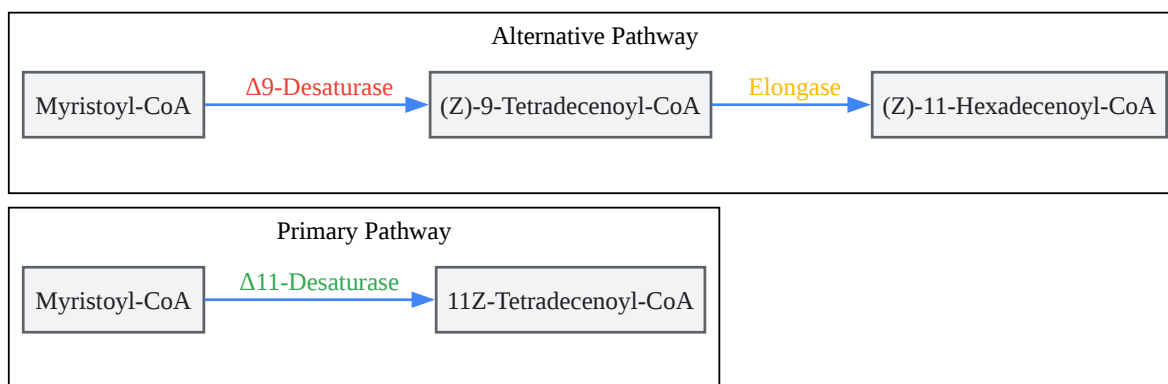 Alternative Pathway
Myristoyl-CoA
Δ9-Desaturase
(Z)-9-Tetradecenoyl-CoA
Elongase
(Z)-11-Hexadecenoyl-CoA
Primary Pathway
Myristoyl-CoA
Δ11-Desaturase
11Z-Tetradecenoyl-CoA